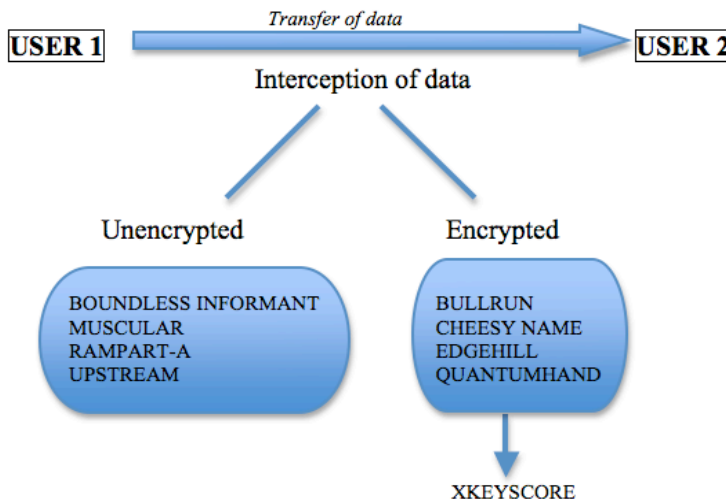 Transfer of data
USER 1
USER 2
Interception of data
Unencrypted
Encrypted
BOUNDLESS INFORMANT
MUSCULAR
RAMPART-A
UPSTREAM
BULLRUN
CHEESY NAME
EDGEHILL
QUANTUMHAND
XKEYSCORE